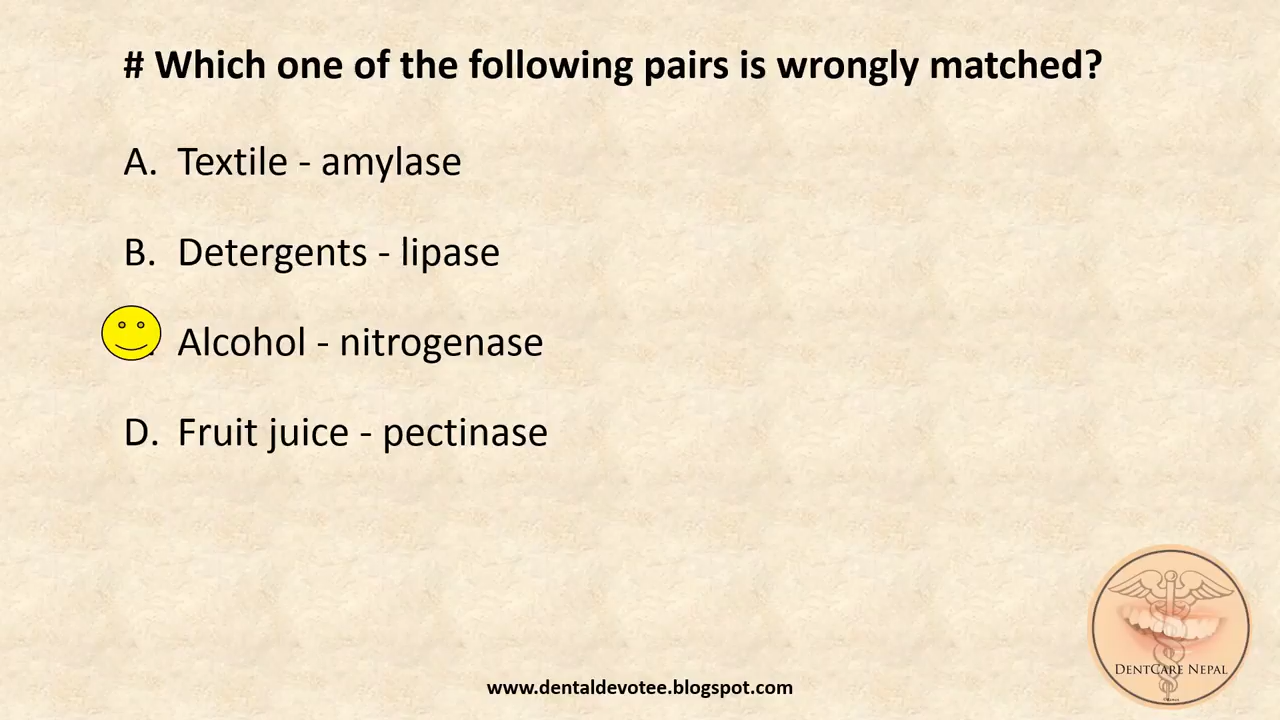 # Which one of the following pairs is wrongly matched?
A. Textile - amylase
B. Detergents - lipase
Alcohol - nitrogenase
D. Fruit juice - pectinase
DentCare Nepal
www.dentaldevotee.blogspot.com